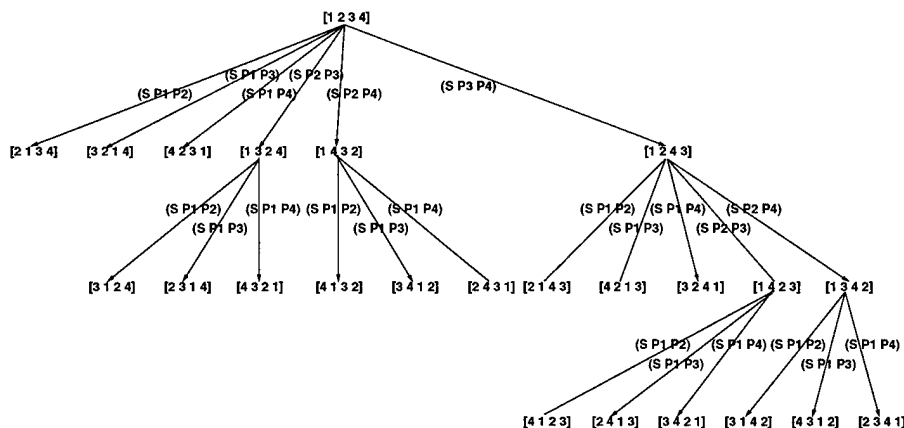 [1 2 3 4]
(S P1 P3) (S P2 P3)
(S P3 P4)
(S P1 P2) (S P1 P4) (S P2 P4)
[2 1 3 4] [3 2 1 4] [4 2 3 1] [1 3 2 4] [1 4 3 2] [1 2 4 3]
(S P1 P2) (S P1 P4) (S P1 P2) (S P1 P4) (S P1 P2) (S P1 P4) (S P2 P4)
(S P1 P3) (S P1 P3) (S P1 P3) (S P2 P3)
[3 1 2 4] [2 3 1 4] [4 3 2 1] [4 1 3 2] [3 4 1 2] [2 4 3 1] [2 1 4 3] [4 2 1 3] [3 2 4 1] [1 4 2 3] [1 3 4 2]
(S P1 P2) (S P1 P4) (S P1 P2) (S P1 P4)
(S P1 P3) (S P1 P3)
[4 1 2 3] [2 4 1 3] [3 4 2 1] [3 1 4 2] [4 3 1 2] [2 3 4 1]